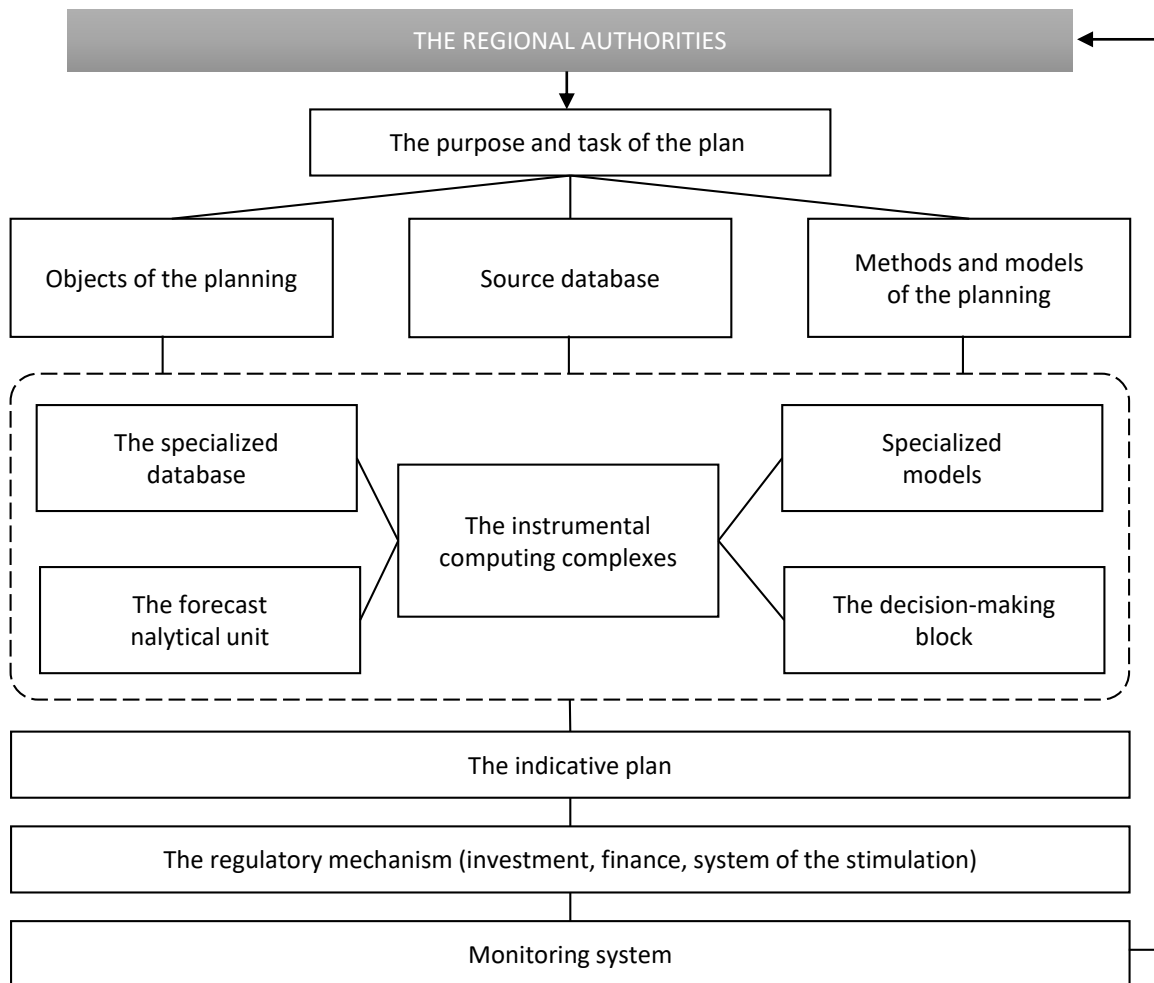 THE REGIONAL AUTHORITIES
The purpose and task of the plan
Objects of the planning
Source database
Methods and models
of the planning
The specialized
database
Specialized
models
The instrumental
computing complexes
The forecast
nalytical unit
The decision-making
block
The indicative plan
The regulatory mechanism (investment, finance, system of the stimulation)
Monitoring system